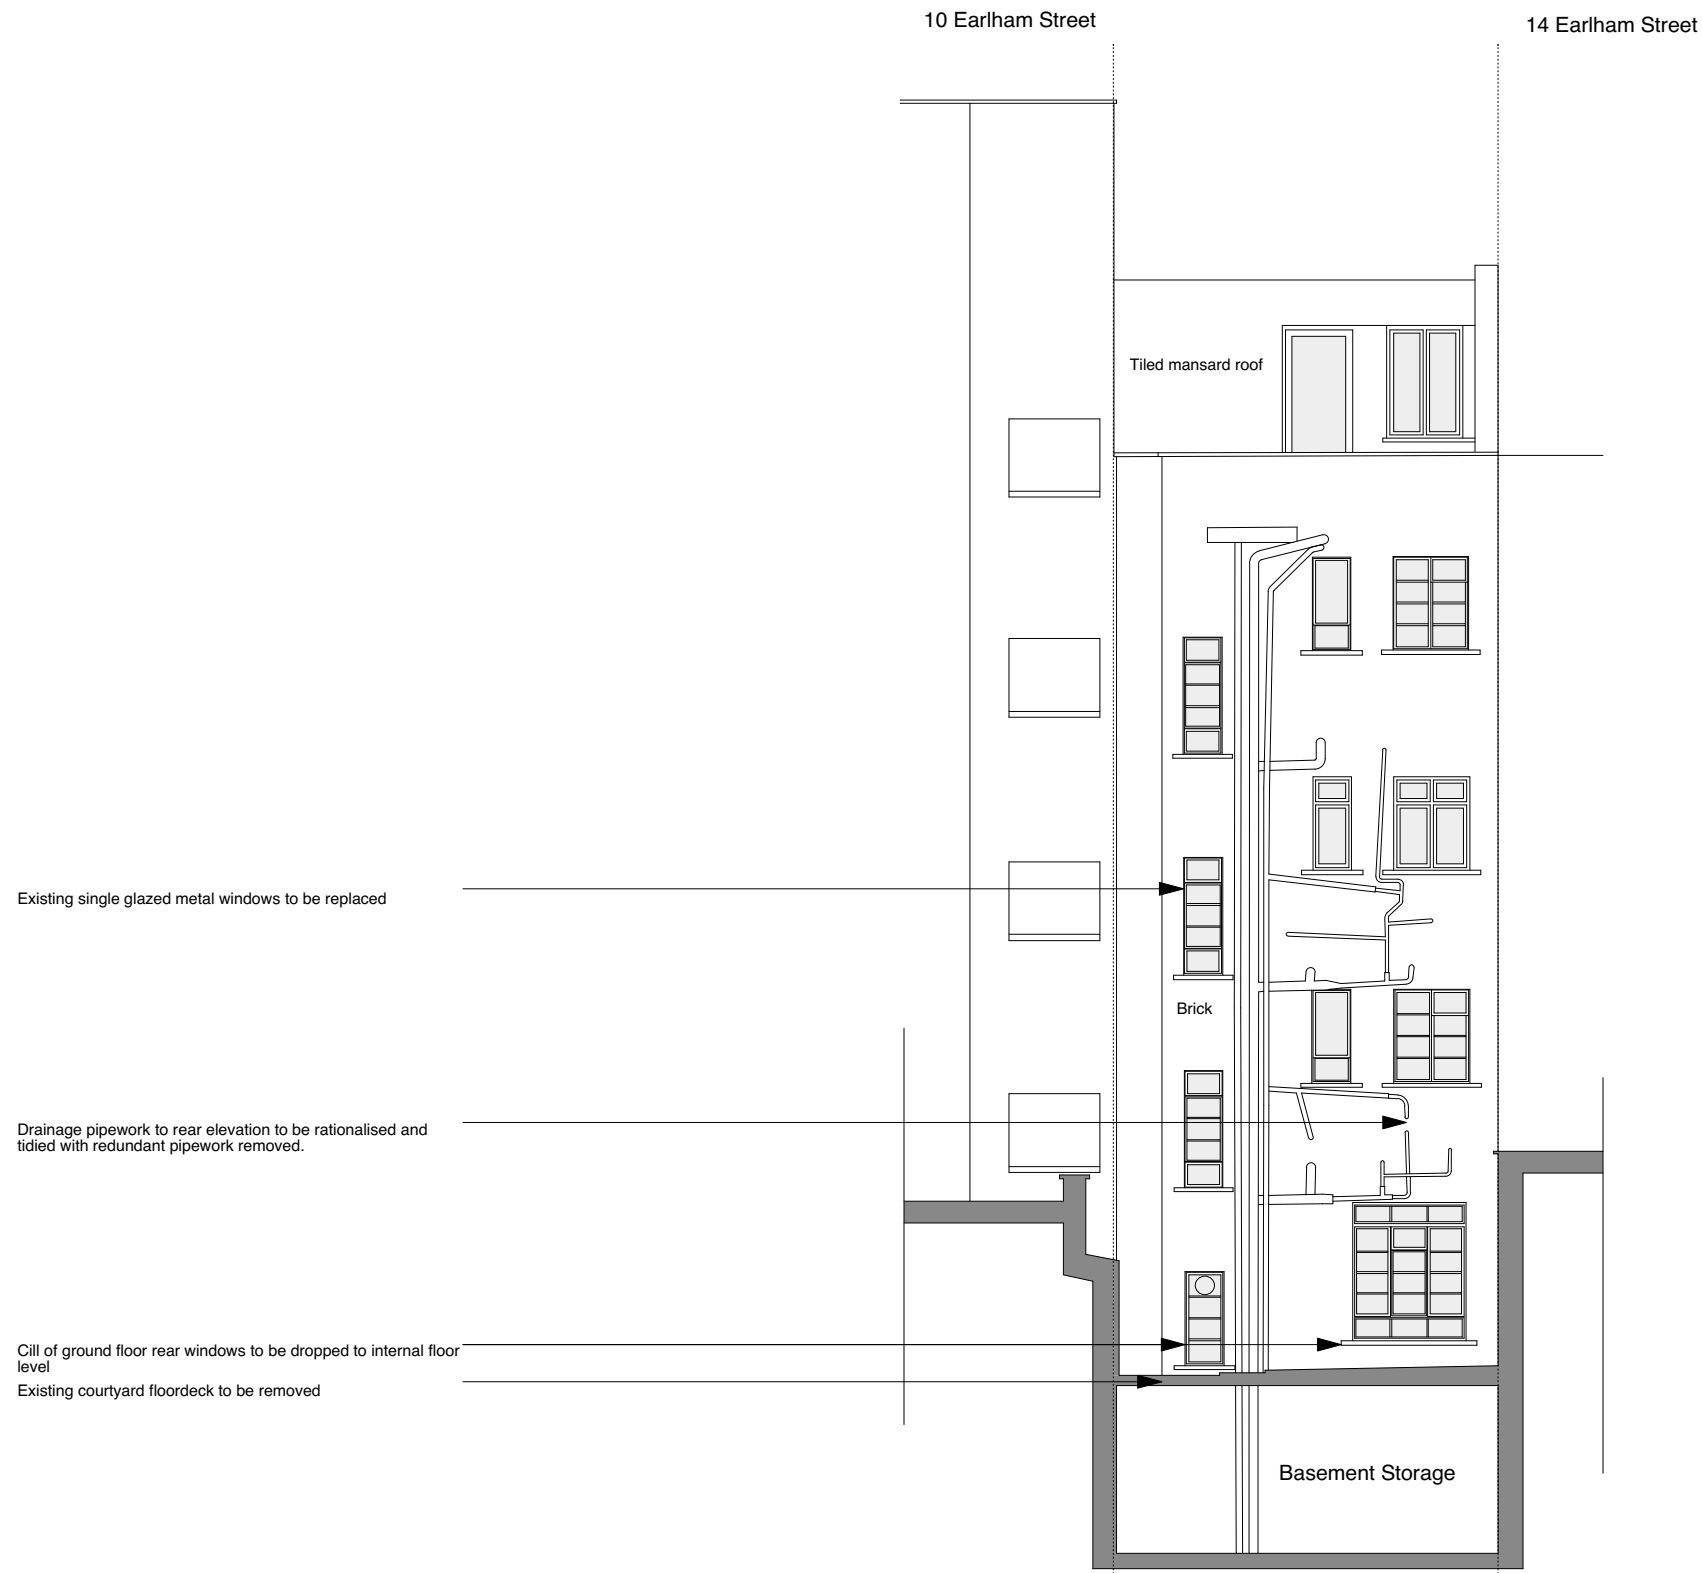 10 Earlham Street
14 Earlham Street
Tiled mansard roof
Existing single glazed metal windows to be replaced
Brick
Drainage pipework to rear elevation to be rationalised and
tidied with redundant pipework removed.
Cill of ground floor rear windows to be dropped to internal floor
level
Existing courtyard floordeck to be removed
Basement Storage